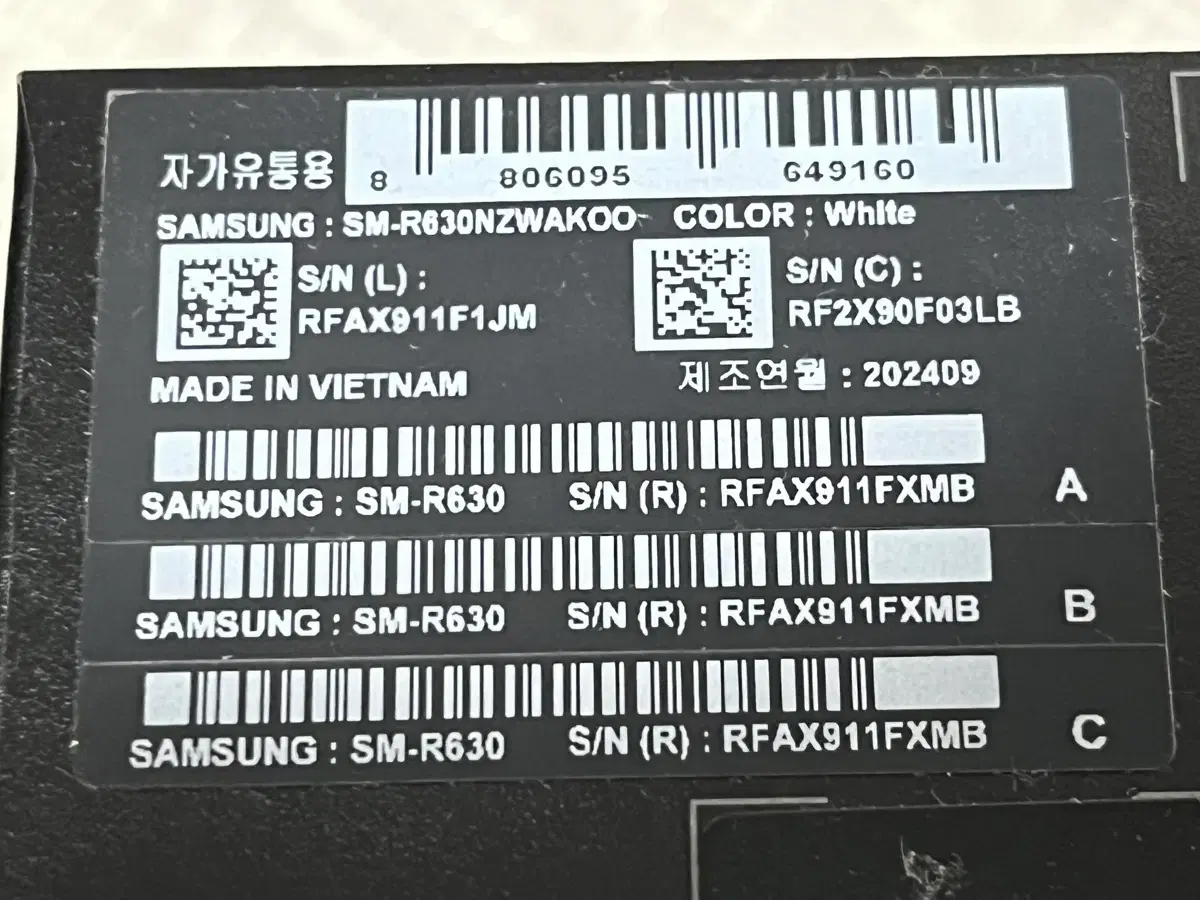 자가유통용
8 806095 649160
SAMSUNG : SM-R630NZWAKOO COLOR : White
S/N (L) : S/N (C) :
RFAX911F1JM RF2X90F03LB
MADE IN VIETNAM 제조연월 : 202409
SAMSUNG : SM-R630 S/N (R) : RFAX911FXMB A
SAMSUNG : SM-R630 S/N (R) : RFAX911FXMB B
SAMSUNG : SM-R630 S/N (R) : RFAX911FXMB C